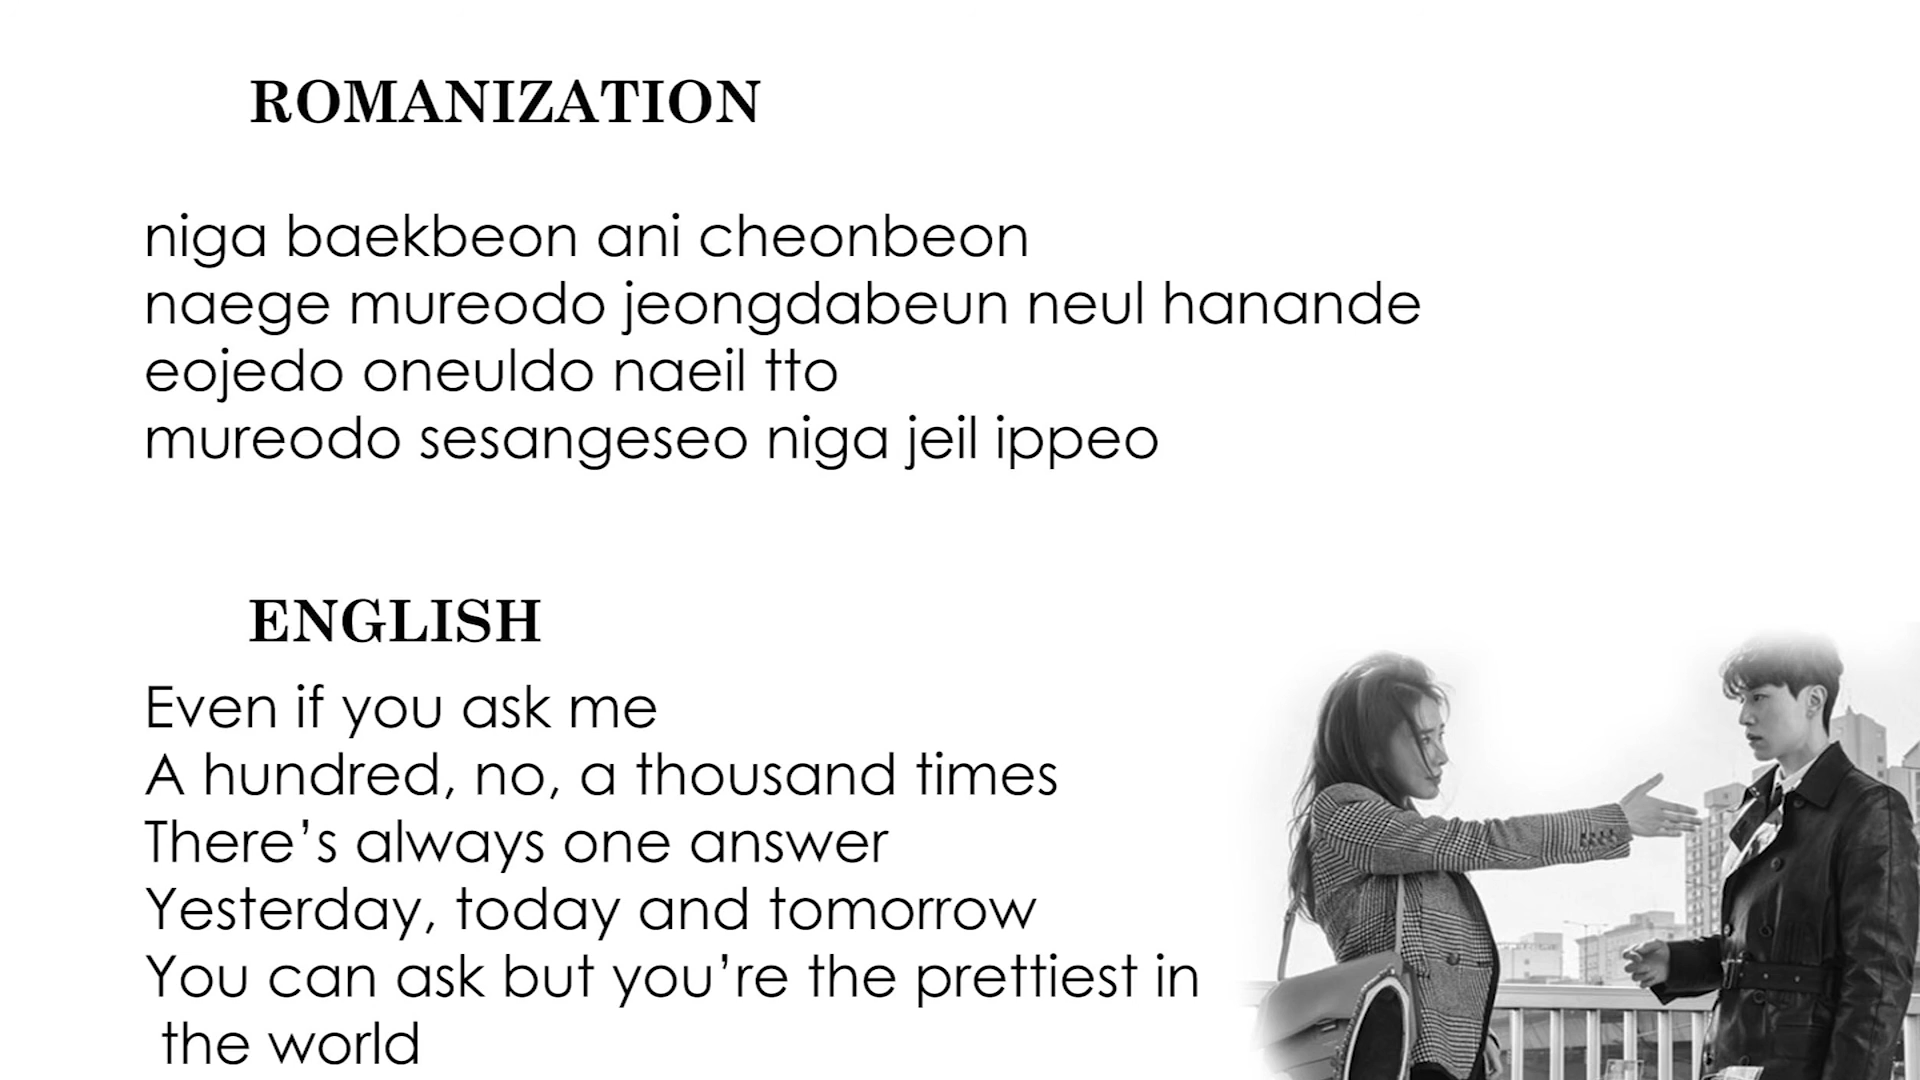 ROMANIZATION
niga baekbeon ani cheonbeon
naege mureodo jeongdabeun neul hanande
eojedo oneuldo naeil tto
mureodo sesangeseo niga jeil ippeo
ENGLISH
Even if you ask me
A hundred, no, a thousand times
There’s always one answer
Yesterday, today and tomorrow
You can ask but you’re the prettiest in
the world